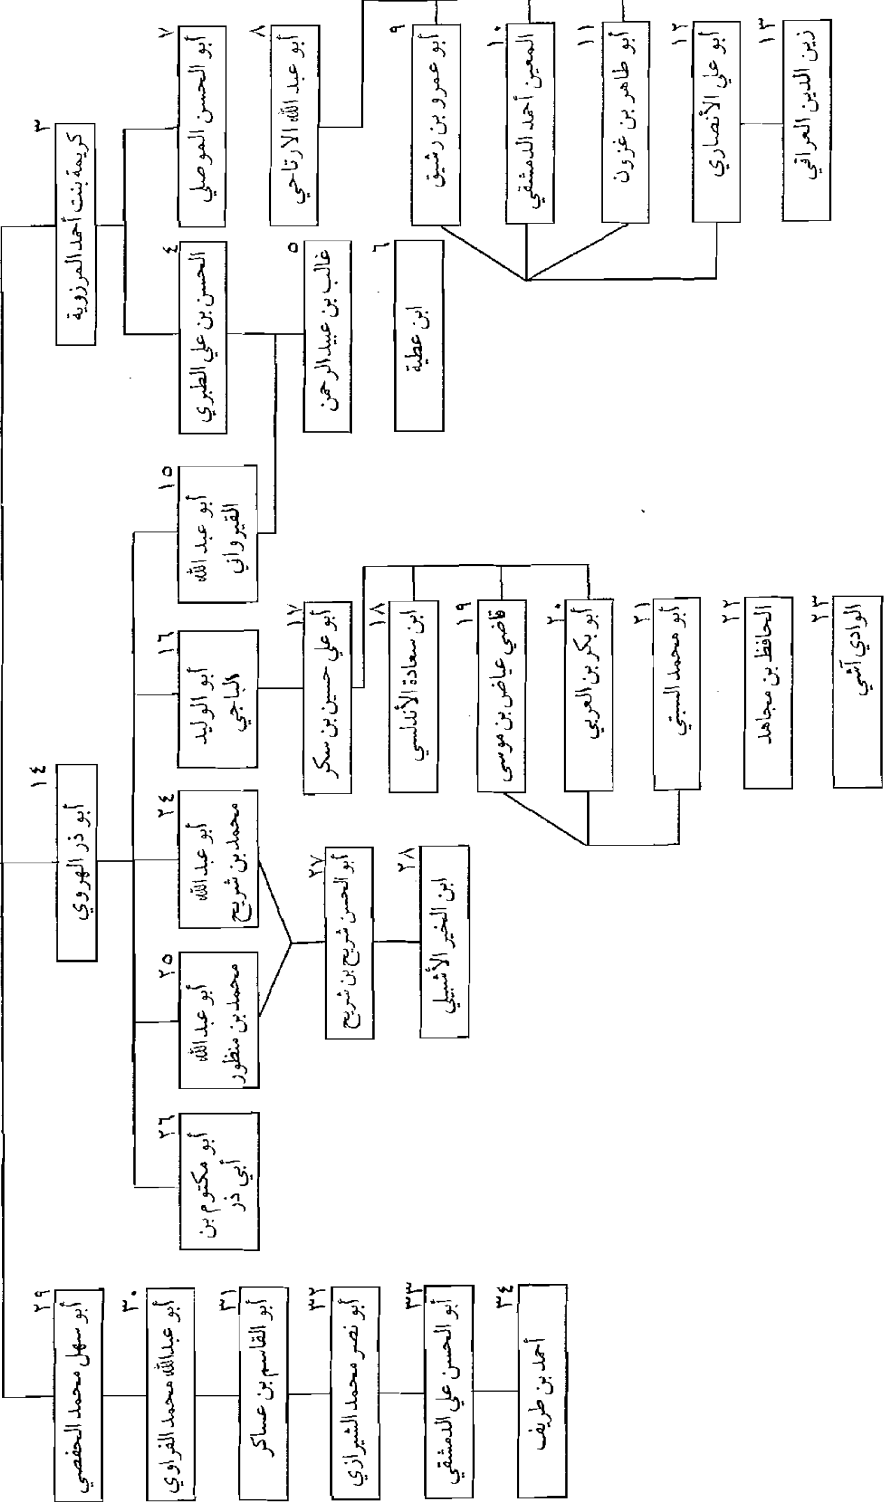 ٣
كريمة بنت أحمد المرزوية
٧
أبو الحسن الموصلي
٤
الحسن بن علي الطبري
٨
أبو عبد الله الارتاحي
٥
غالب بن عبيد الرحمن
٦
ابن عطية
٩
أبو عمرو بن رشيق
١٠
المعين أحمد الدمشقي
١١
أبو طاهر بن غزون
١٢
أبو علي الأنصاري
١٣
زين الدين العراقي
١٤
أبو ذر الهروي
١٥
أبو عبد الله
القيرواني
١٦
أبو الوليد
الباجي
١٧
أبو علي حسين بن سكر
١٨
ابن سعادة الأندلسي
١٩
قاضي عياض بن موسى
٢٠
أبو بكر بن العربي
٢١
أبو محمد السبتي
٢٢
الحافظ بن مجاهد
٢٣
الوادي آشي
٢٤
أبو عبد الله
محمد بن شريح
٢٥
أبو عبد الله
محمد بن منظور
٢٦
أبو مكتوم بن
أبي ذر
٢٧
أبو الحسن شريح بن شريح
٢٨
ابن الخير الأشبيلي
٢٩
أبو سهل محمد الحفصي
٣٠
أبو عبد الله محمد الفراوي
٣١
أبو القاسم بن عساكر
٣٢
أبو نصر محمد الشيرازي
٣٣
أبو الحسن علي الدمشقي
٣٤
أحمد بن طريف